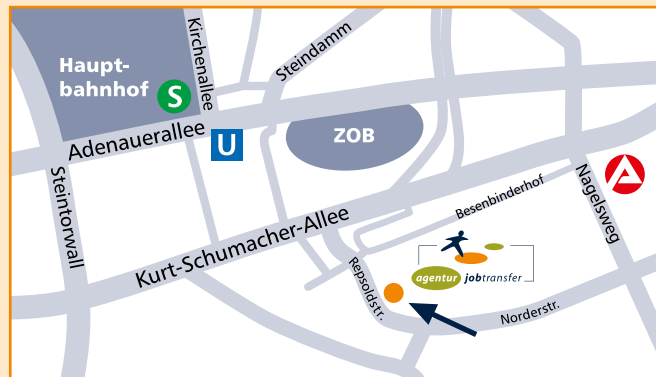 Haupt-
bahnhof
S
Kirchenallee
Steindamm
Adenauerallee
U
ZOB
Steintorwall
Kurt-Schumacher-Allee
Besenbinderhof
Nagelsweg
A
Repsoldstr.
agentur jobtransfer
Norderstr.